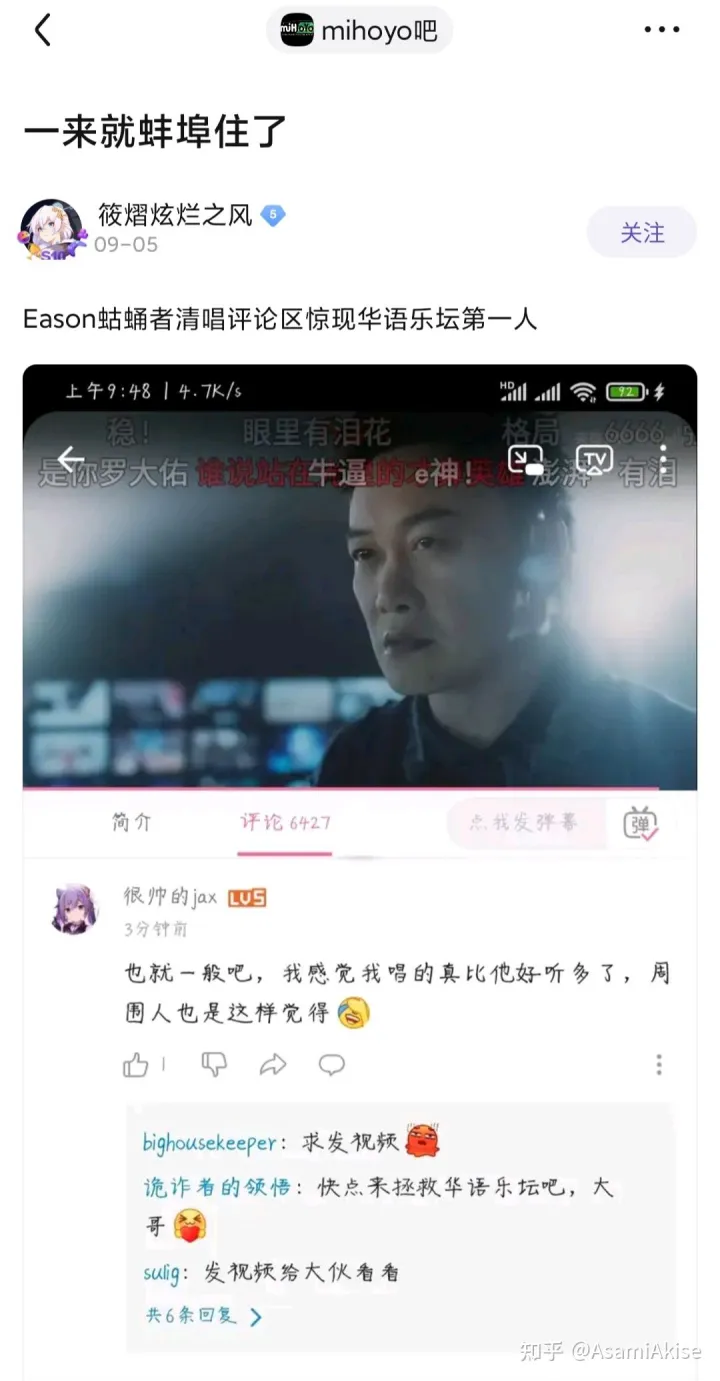 mihoyo吧
一来就蚌埠住了
筱熠炫烂之风 5
09-05
关注
Eason蛄蛹者清唱评论区惊现华语乐坛第一人
上午9:48 | 4.7K/s
HD 92
稳! 眼里有泪花 格局 6666
是你罗大佑 谁说站在 牛逼 e神! 英雄 澎湃 有泪
TV
简介
评论 6427
点我发弹幕
弹
很帅的jax LV5
3分钟前
也就一般吧，我感觉我唱的真比他好听多了，周
围人也是这样觉得
1
bighousekeeper：求发视频
诡诈者的领悟：快点来拯救华语乐坛吧，大
哥
sulig：发视频给大伙看看
共6条回复
知乎 @AsamiAkise